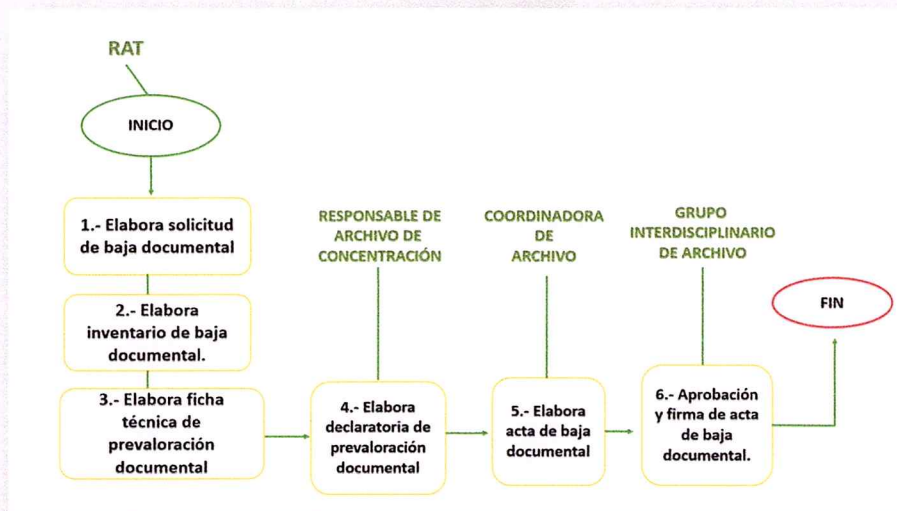 RAT
INICIO
1.- Elabora solicitud
de baja documental
2.- Elabora
inventario de baja
documental.
3.- Elabora ficha
técnica de
prevaloración
documental
RESPONSABLE DE
ARCHIVO DE
CONCENTRACIÓN
4.- Elabora
declaratoria de
prevaloración
documental
COORDINADORA
DE
ARCHIVO
5.- Elabora
acta de baja
documental
GRUPO
INTERDISCIPLINARIO
DE ARCHIVO
6.- Aprobación
y firma de acta
de baja
documental.
FIN